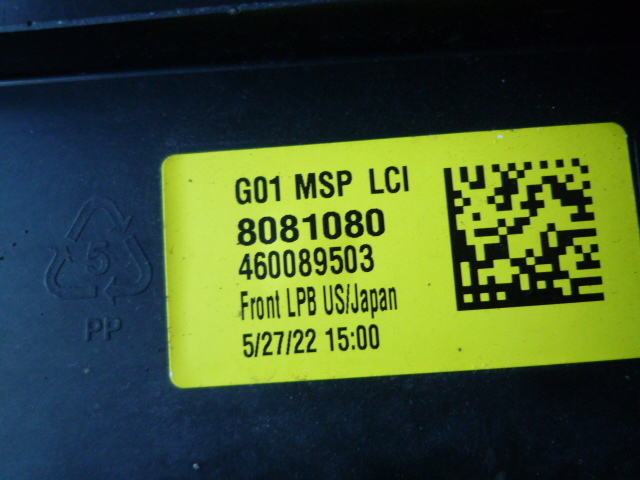 G01 MSP LCI
8081080
460089503
Front LPB US/Japan
5/27/22 15:00
5
PP